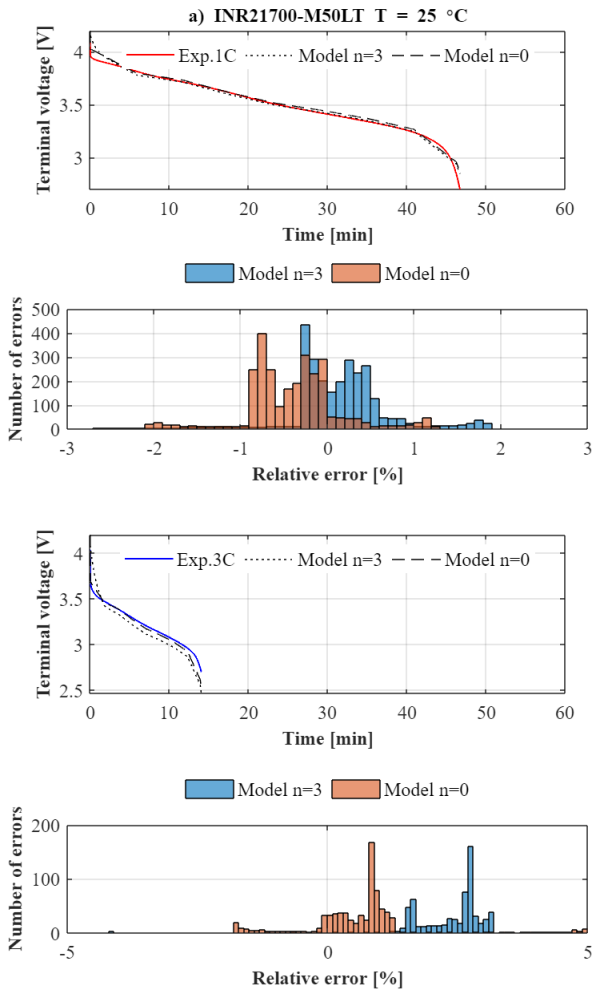 a) INR21700-M50LT T = 25 °C
Terminal voltage [V]
4
3.5
3
Exp.1C Model n=3 Model n=0
0 10 20 30 40 50 60
Time [min]
Model n=3 Model n=0
Number of errors
500
400
300
200
100
0
-3 -2 -1 0 1 2 3
Relative error [%]
Terminal voltage [V]
4
3.5
3
2.5
Exp.3C Model n=3 Model n=0
0 10 20 30 40 50 60
Time [min]
Model n=3 Model n=0
Number of errors
200
100
0
-5 0 5
Relative error [%]